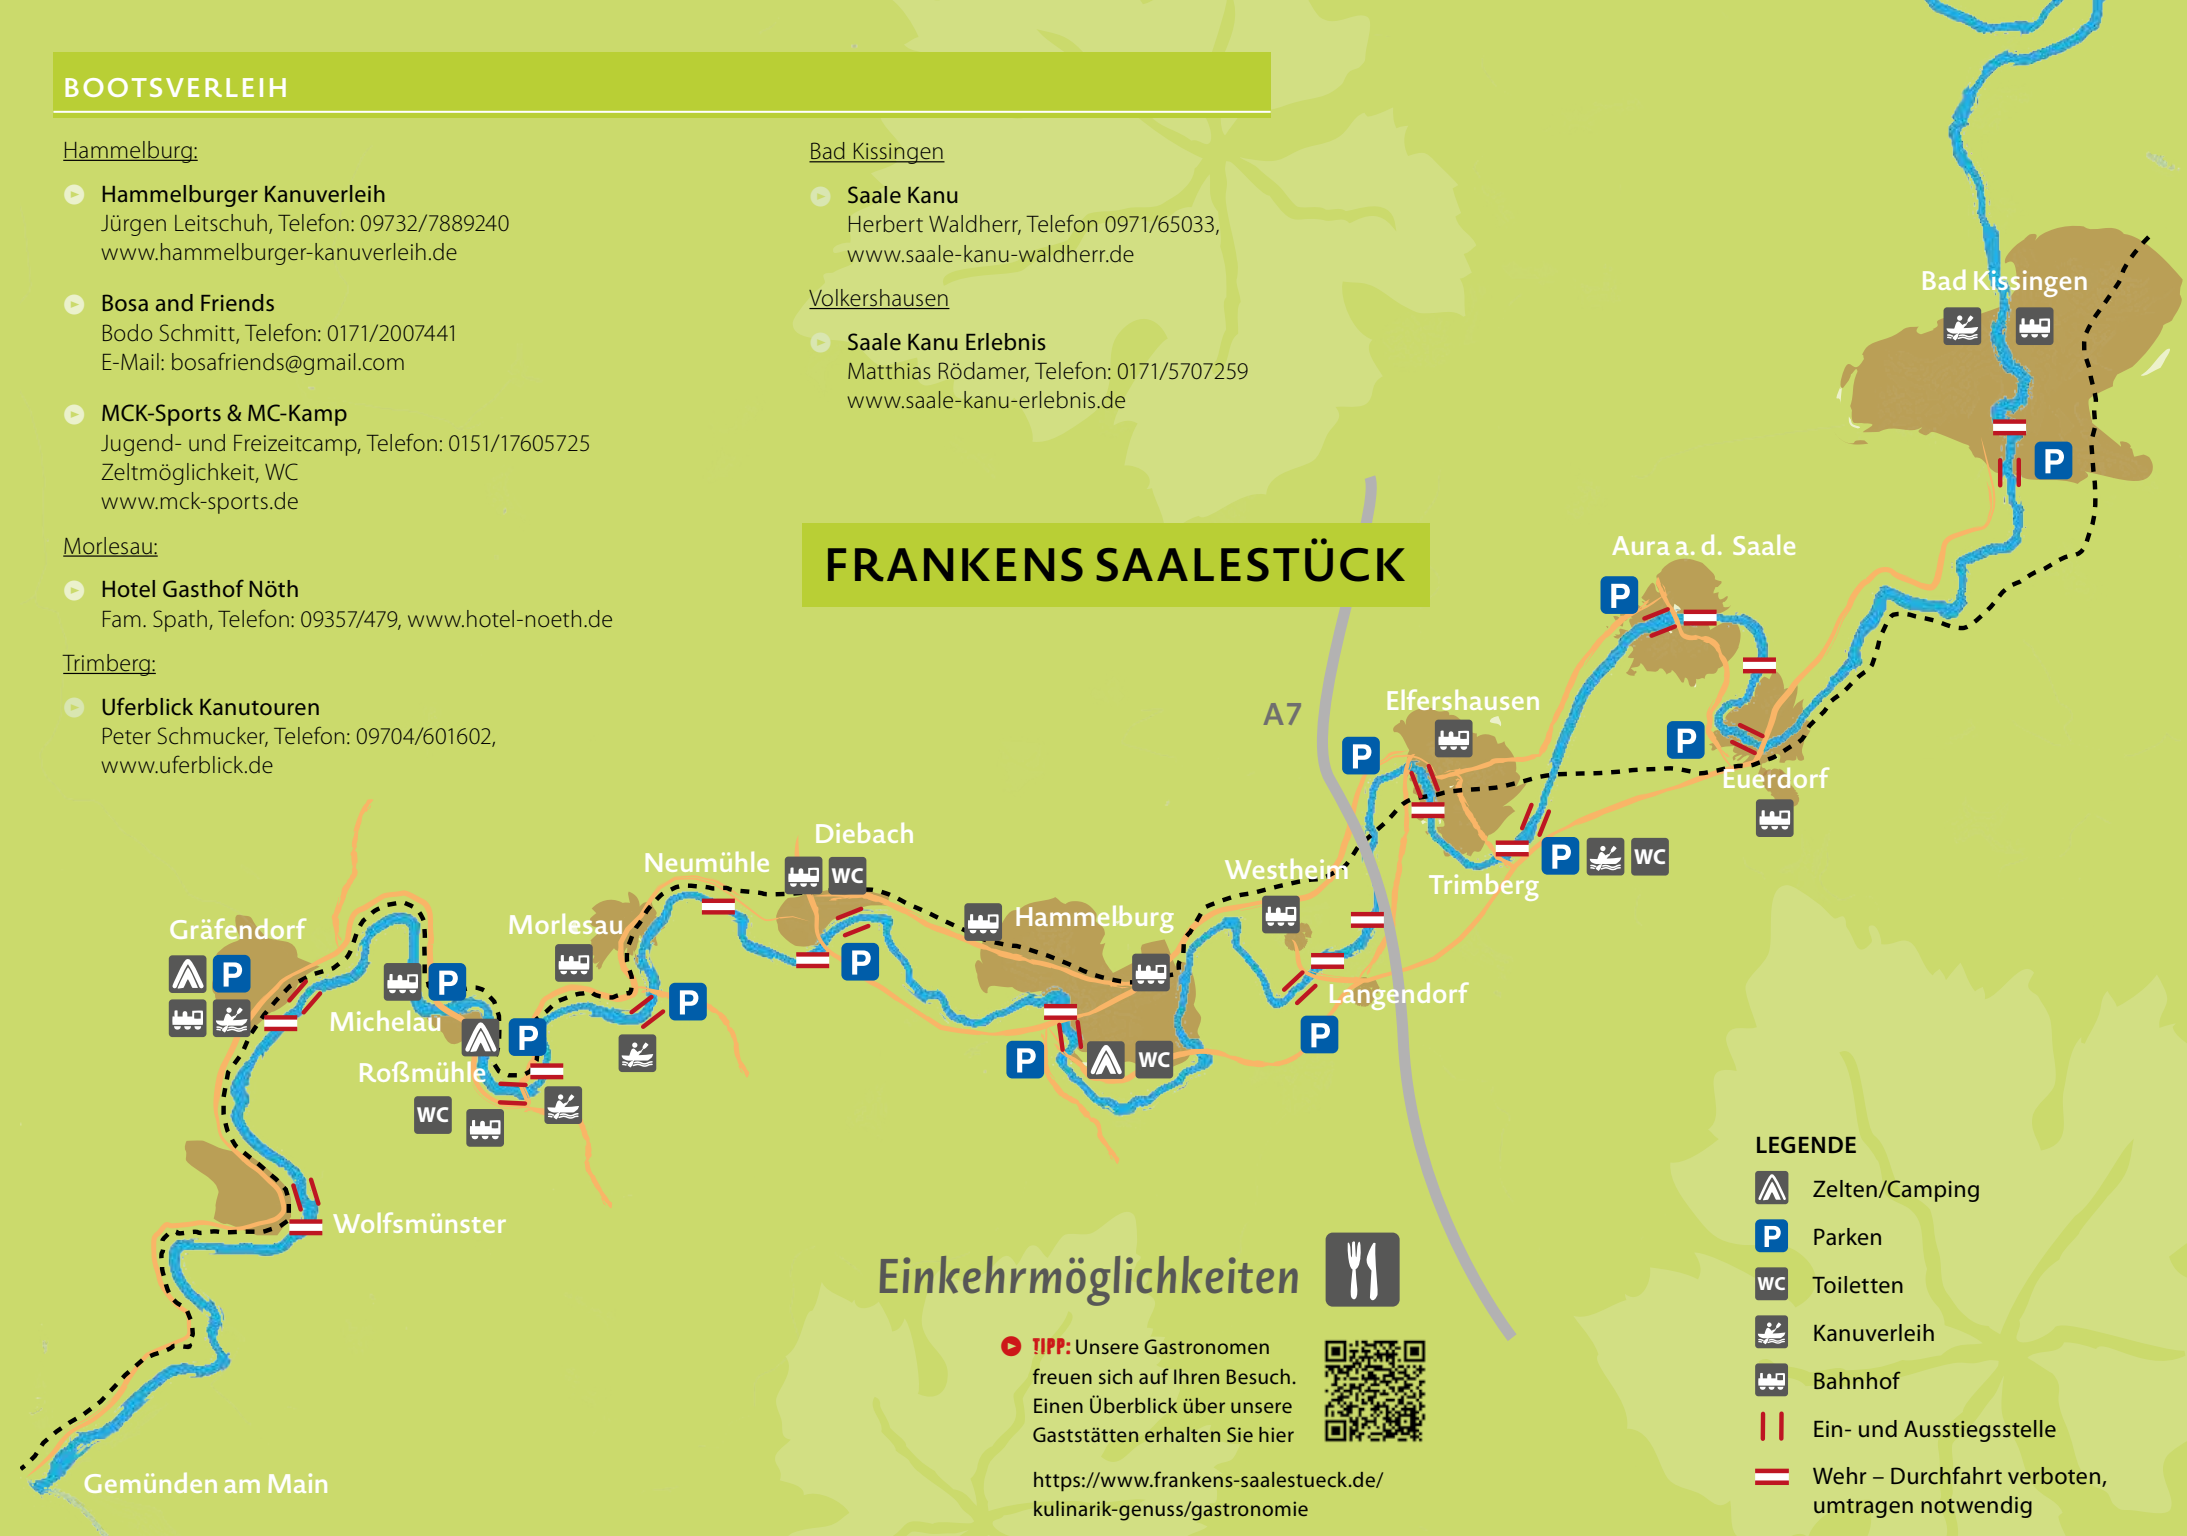 BOOTSVERLEIH
Hammelburg:
Hammelburger Kanuverleih
Jürgen Leitschuh, Telefon: 09732/7889240
www.hammelburger-kanuverleih.de
Bosa and Friends
Bodo Schmitt, Telefon: 0171/2007441
E-Mail: bosafriends@gmail.com
MCK-Sports & MC-Kamp
Jugend- und Freizeitcamp, Telefon: 0151/17605725
Zeltmöglichkeit, WC
www.mck-sports.de
Morlesau:
Hotel Gasthof Nöth
Fam. Spath, Telefon: 09357/479, www.hotel-noeth.de
Trimberg:
Uferblick Kanutouren
Peter Schmucker, Telefon: 09704/601602,
www.uferblick.de
Bad Kissingen
Saale Kanu
Herbert Waldherr, Telefon 0971/65033,
www.saale-kanu-waldherr.de
Volkershausen
Saale Kanu Erlebnis
Matthias Rödamer, Telefon: 0171/5707259
www.saale-kanu-erlebnis.de
FRANKENS SAALESTÜCK
Bad Kissingen
P
Aura a. d. Saale
P
Elfershausen
A7
P
P
Euerdorf
Diebach
Neumühle
WC
Westheim
P
WC
Trimberg
Hammelburg
Morlesau
Gräfendorf
P
P
P
P
Langendorf
Michelau
P
P
P
WC
Roßmühle
WC
Wolfsmünster
Gemünden am Main
Einkehrmöglichkeiten
TIPP: Unsere Gastronomen
freuen sich auf Ihren Besuch.
Einen Überblick über unsere
Gaststätten erhalten Sie hier
https://www.frankens-saalestueck.de/
kulinarik-genuss/gastronomie
LEGENDE
Zelten/Camping
P Parken
WC Toiletten
Kanuverleih
Bahnhof
Ein- und Ausstiegsstelle
Wehr – Durchfahrt verboten,
umtragen notwendig